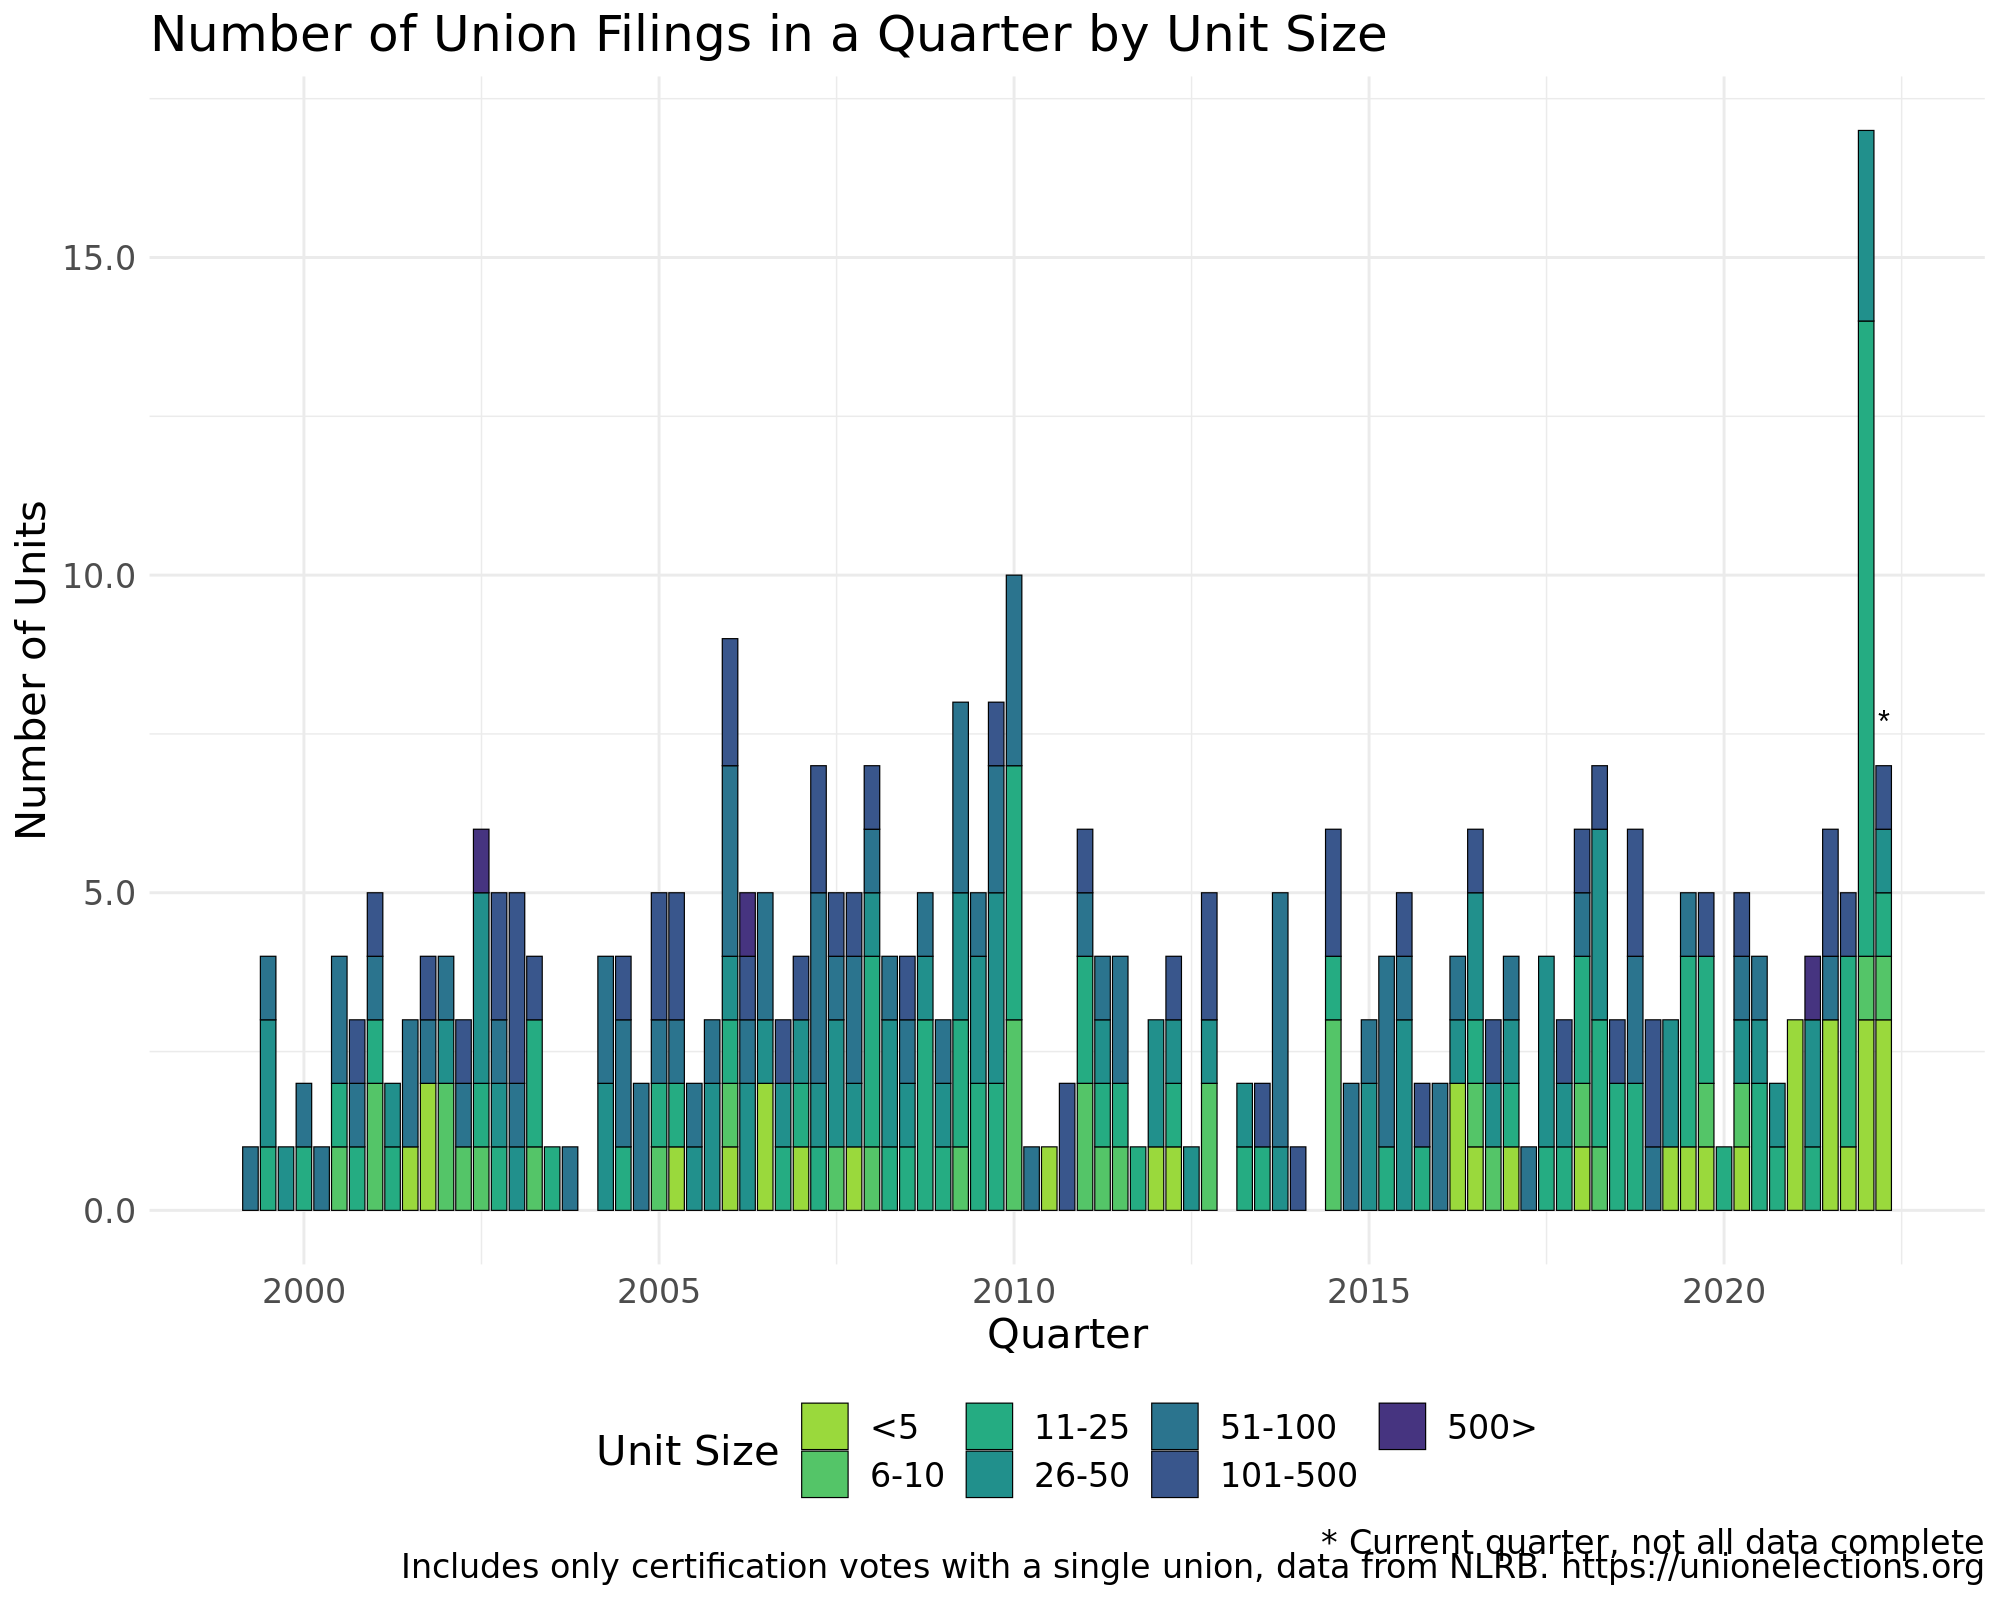 Number of Union Filings in a Quarter by Unit Size
Number of Units
15.0
10.0
5.0
0.0
*
2000 2005 2010 2015 2020
Quarter
Unit Size
<5 11-25 51-100 500>
6-10 26-50 101-500
* Current quarter, not all data complete
Includes only certification votes with a single union, data from NLRB. https://unionelections.org